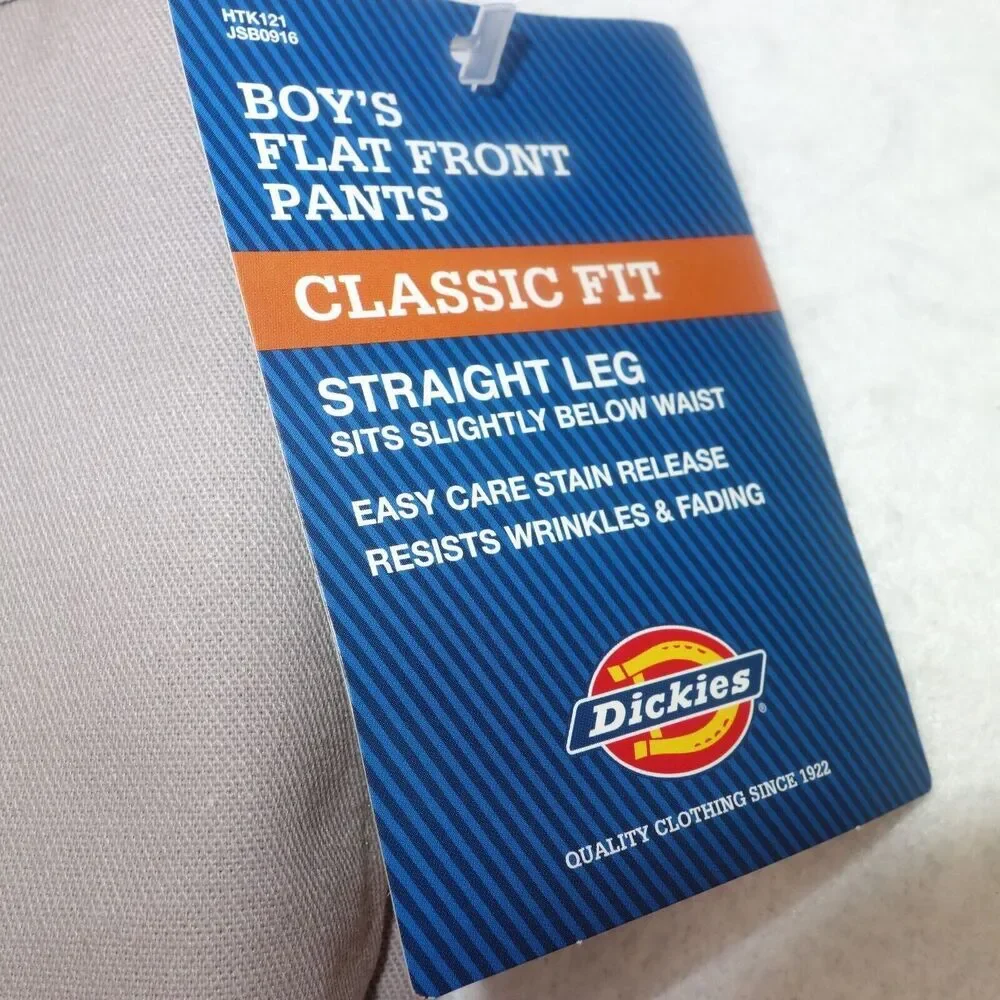 HTK121
JSB0916
BOY'S
FLAT FRONT
PANTS
CLASSIC FIT
STRAIGHT LEG
SITS SLIGHTLY BELOW WAIST
EASY CARE STAIN RELEASE
RESISTS WRINKLES & FADING
Dickies®
QUALITY CLOTHING SINCE 1922